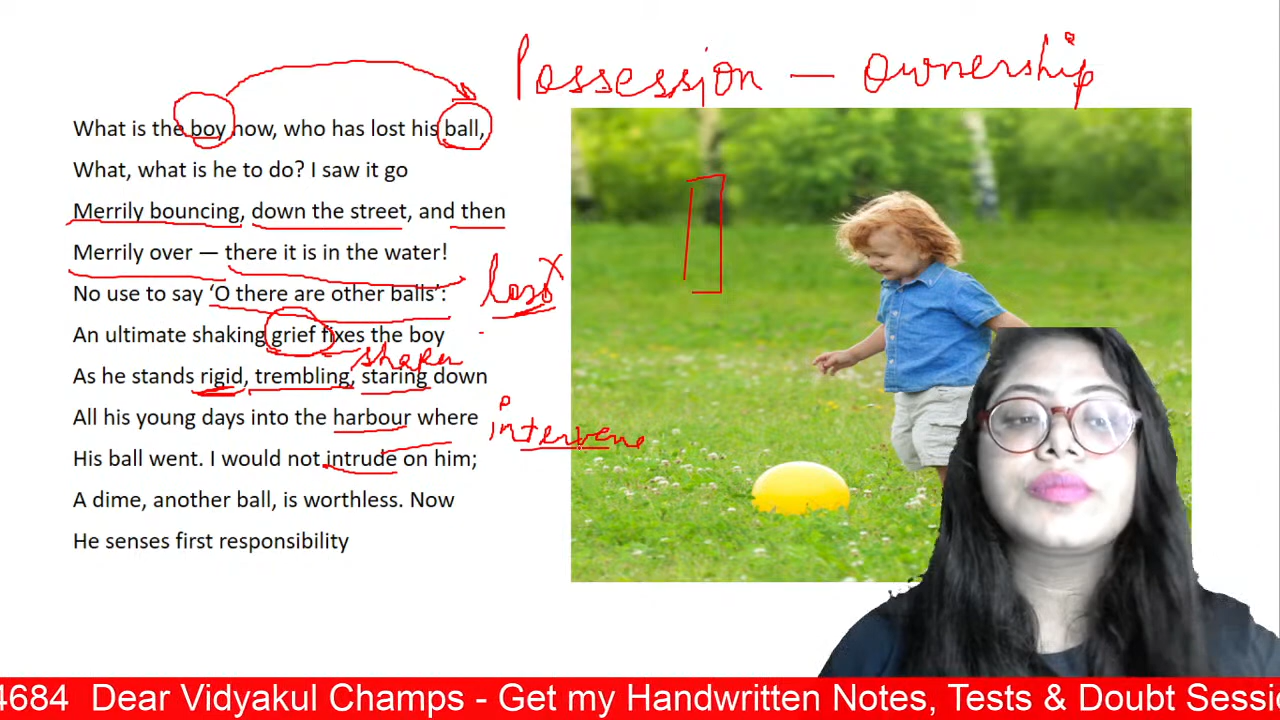 Possession — ownership
What is the boy now, who has lost his ball,
What, what is he to do? I saw it go
Merrily bouncing, down the street, and then
Merrily over — there it is in the water!
No use to say ‘O there are other balls’:
lost
An ultimate shaking grief fixes the boy
shaken
As he stands rigid, trembling, staring down
All his young days into the harbour where
intervene
His ball went. I would not intrude on him;
A dime, another ball, is worthless. Now
He senses first responsibility
4684 Dear Vidyakul Champs - Get my Handwritten Notes, Tests & Doubt Sessi